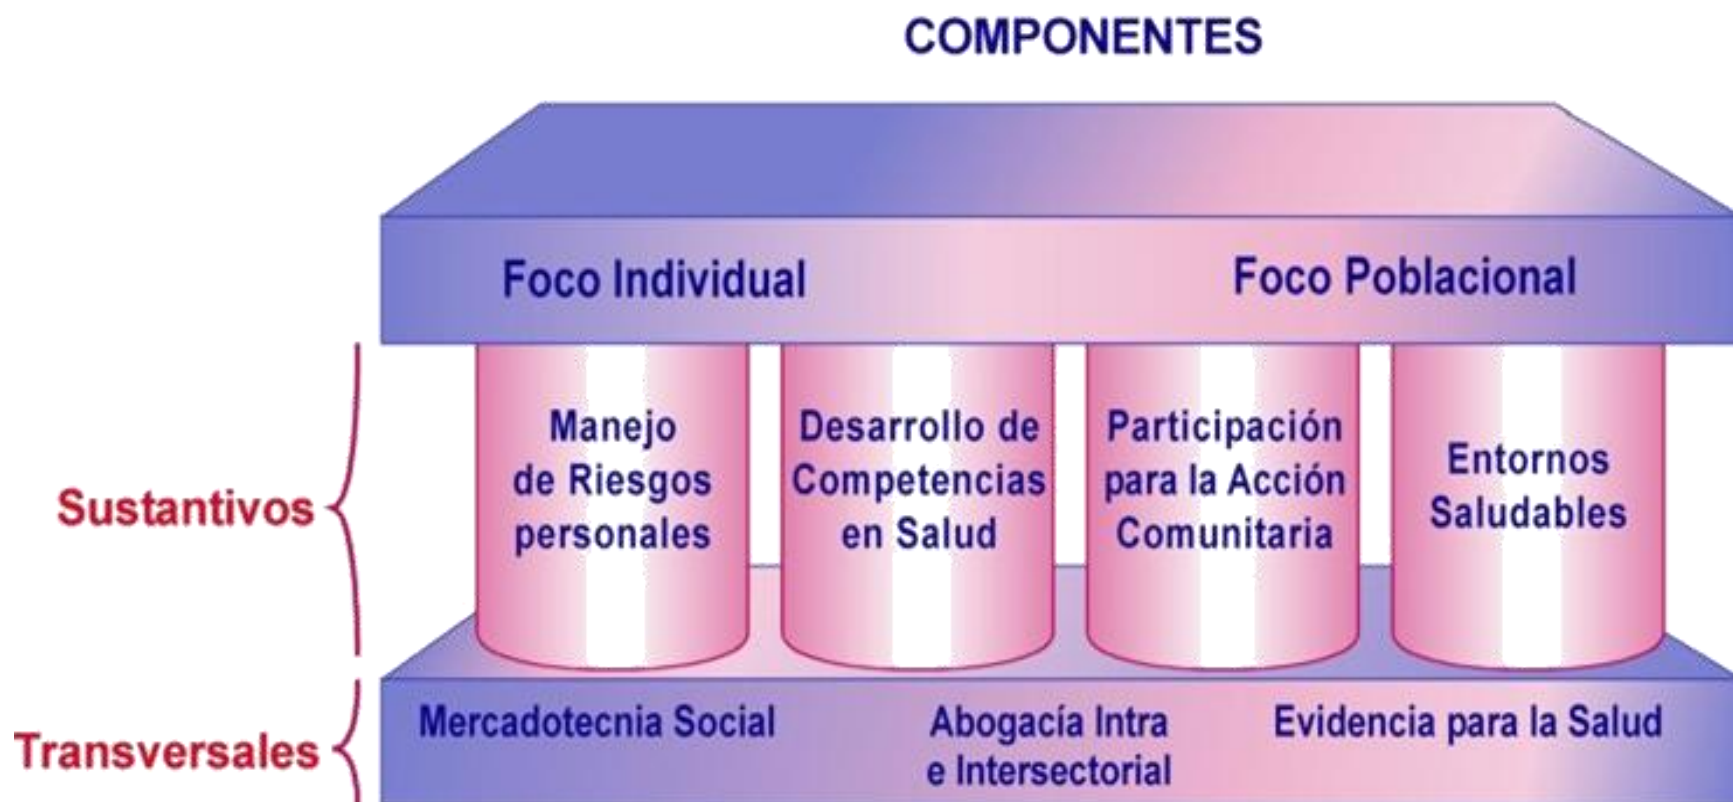 COMPONENTES
Foco Individual
Foco Poblacional
Sustantivos
Manejo
de Riesgos
personales
Desarrollo de
Competencias
en Salud
Participación
para la Acción
Comunitaria
Entornos
Saludables
Transversales
Mercadotecnia Social
Abogacía Intra
e Intersectorial
Evidencia para la Salud